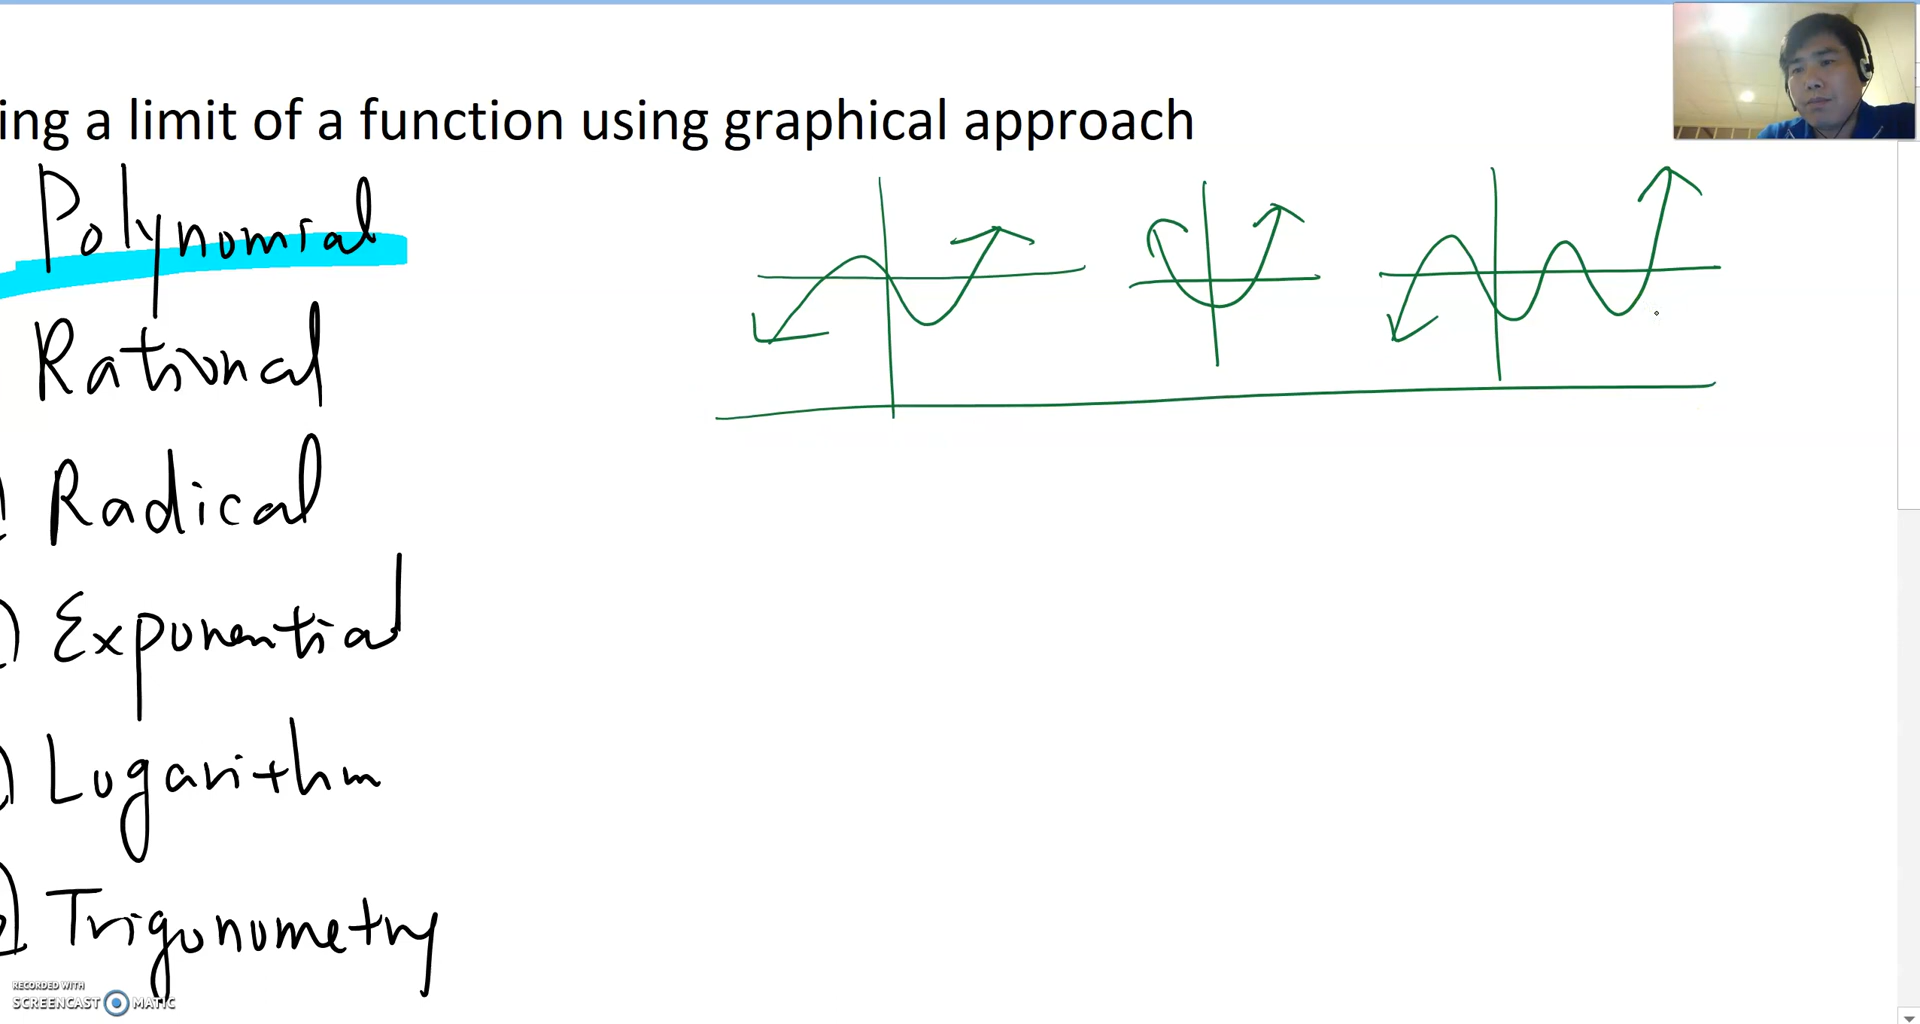 ing a limit of a function using graphical approach
Polynomial
Rational
) Radical
) Exponential
) Logarithm
Trigonometry
RECORDED WITH
SCREENCAST MATIC